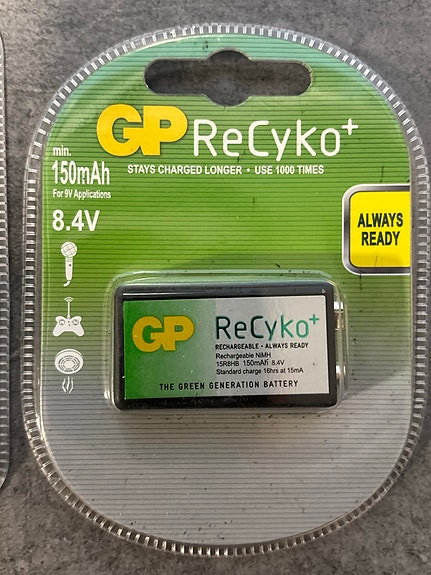 GP ReCyko+
min.
150mAh
For 9V Applications
STAYS CHARGED LONGER • USE 1000 TIMES
8.4V
ALWAYS
READY
GP ReCyko+
RECHARGEABLE • ALWAYS READY
Rechargeable NiMH
15R8HB 150mAh 8.4V
Standard charge 16hrs at 15mA
THE GREEN GENERATION BATTERY